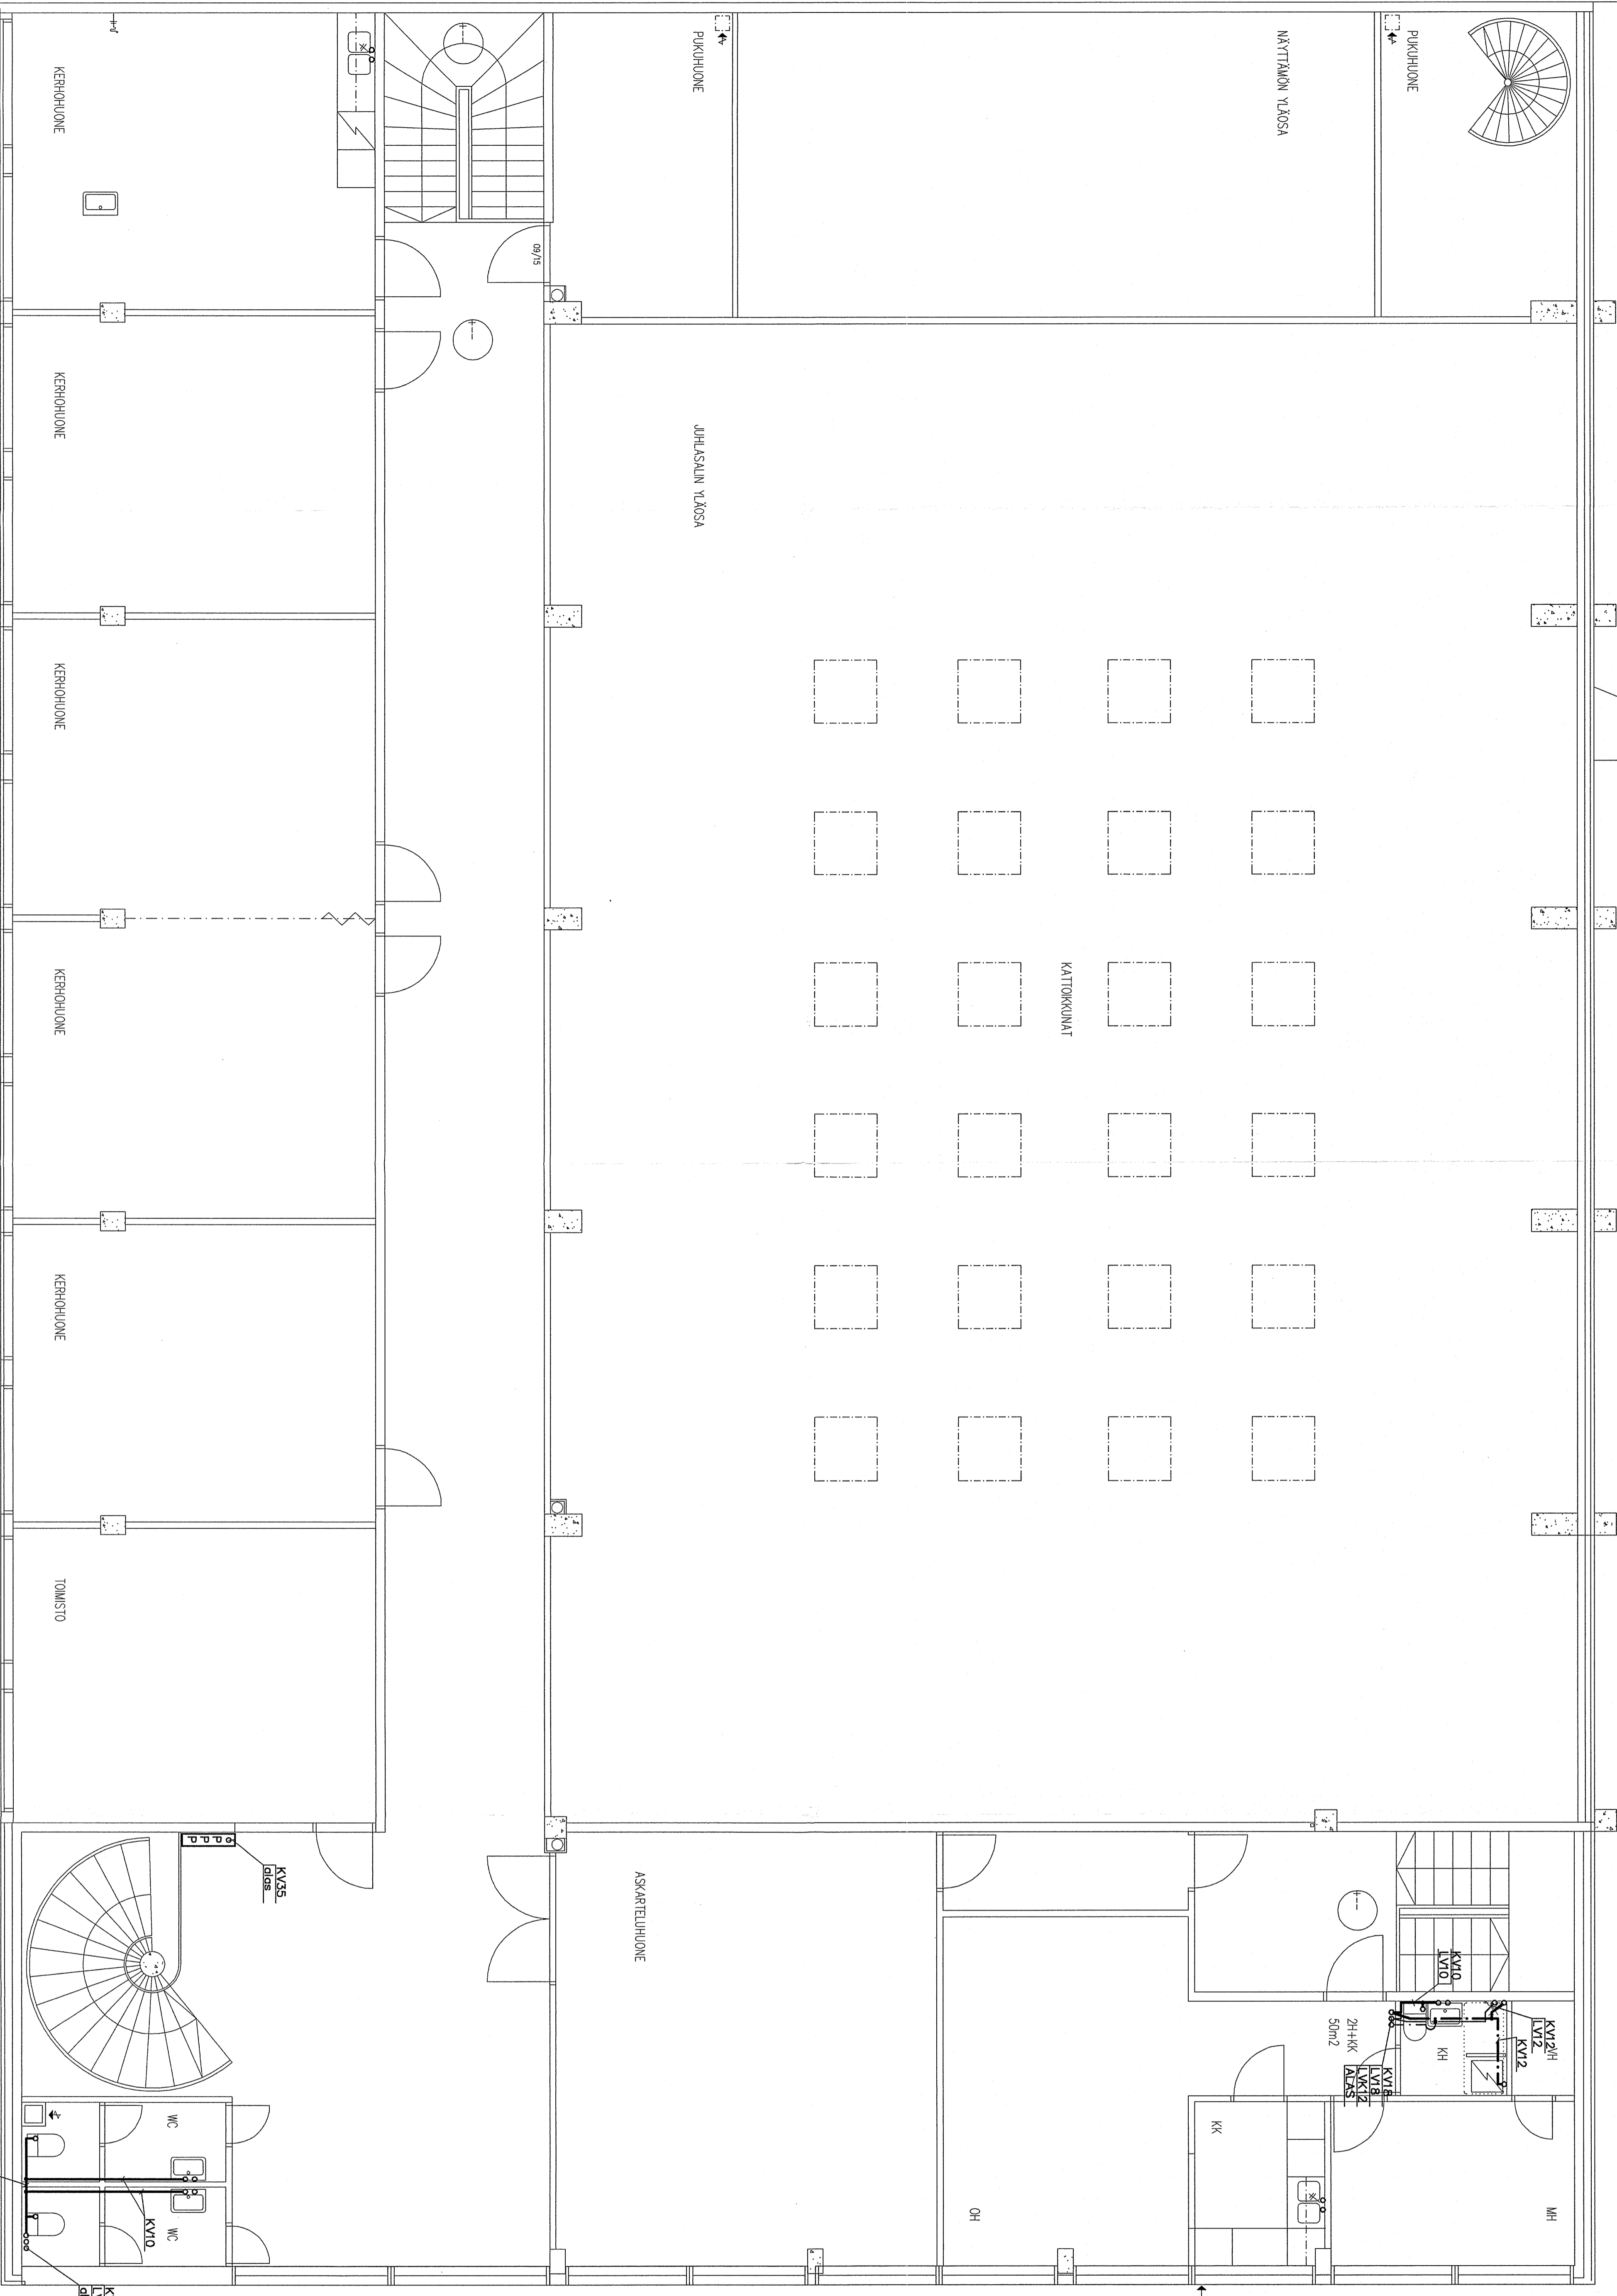 KERHOHUONE
PUKUHUONE
NÄYTTÄMÖN YLÄOSA
PUKUHUONE
09/15
KERHOHUONE
JUHLASALIN YLÄOSA
KERHOHUONE
KATTOIKKUNAT
KERHOHUONE
KERHOHUONE
TOIMISTO
P P P
KV35
alas
ASKARTELUHUONE
KV10
LV10
2H+KK
50m2
KH
VH
KV12
LV12
KV12
KV18
LV18
LVK12
ALAS
WC
KK
MH
OH
WC
KV10